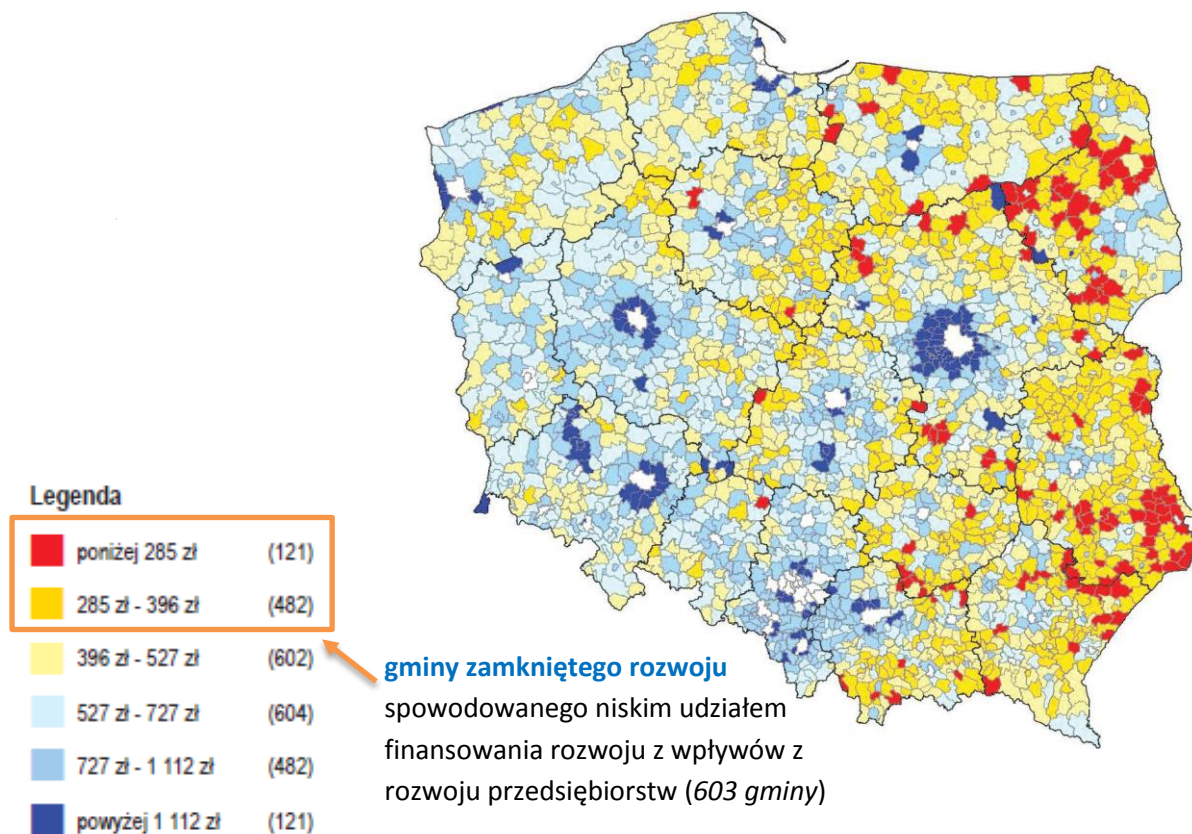 Legenda
poniżej 285 zł (121)
285 zł - 396 zł (482)
396 zł - 527 zł (602)
527 zł - 727 zł (604)
727 zł - 1 112 zł (482)
powyżej 1 112 zł (121)
gminy zamkniętego rozwoju
spowodowanego niskim udziałem
finansowania rozwoju z wpływów z
rozwoju przedsiębiorstw (603 gminy)